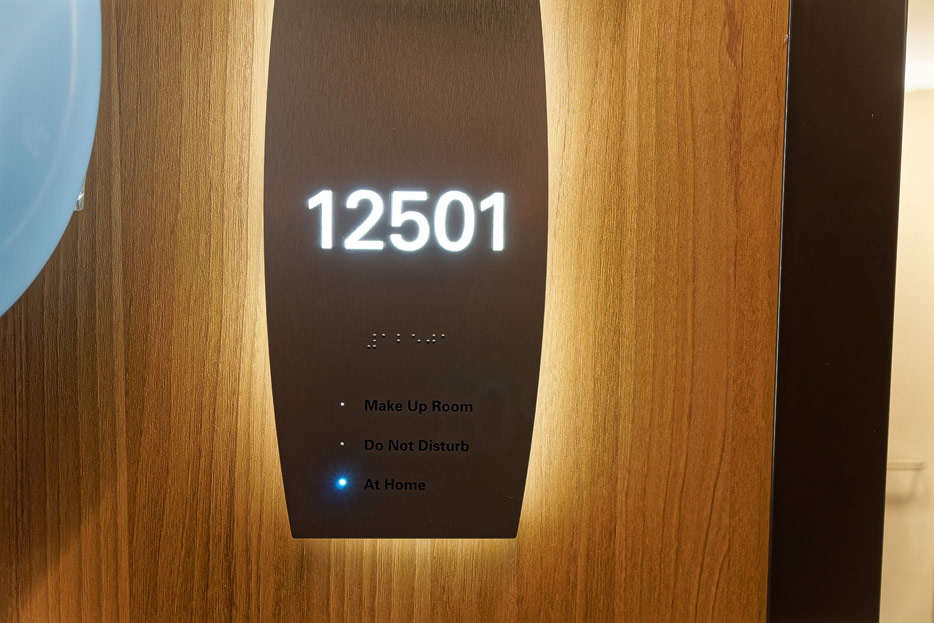 12501
Make Up Room
Do Not Disturb
At Home